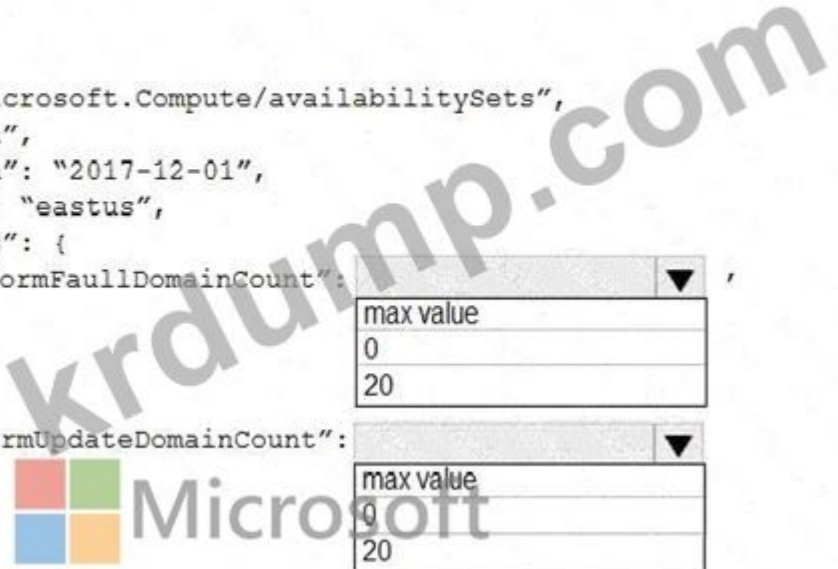 crosoft.Compute/availabilitySets",
",
": "2017-12-01",
: "eastus",
": {
ormFaullDomainCount":
,
max value
0
20
rmUpdateDomainCount":
max value
0
20
krdump.com
Microsoft